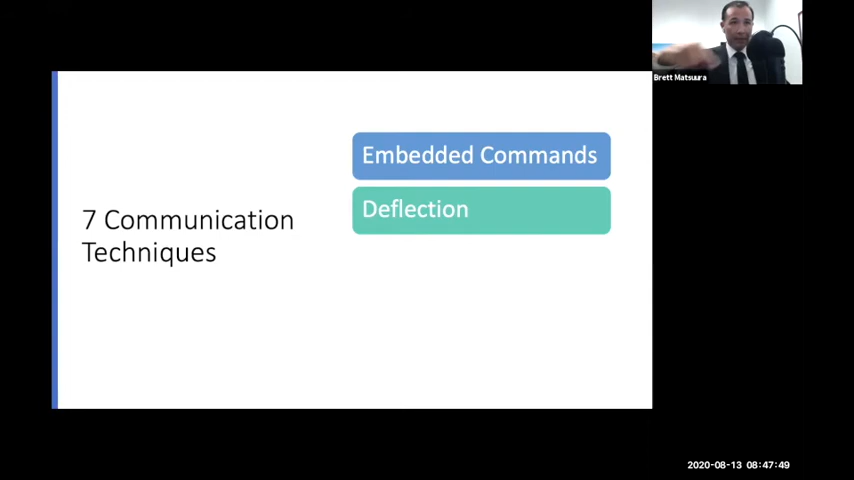 Brett Matsuura
7 Communication
Techniques
Embedded Commands
Deflection
2020-08-13 08:47:49